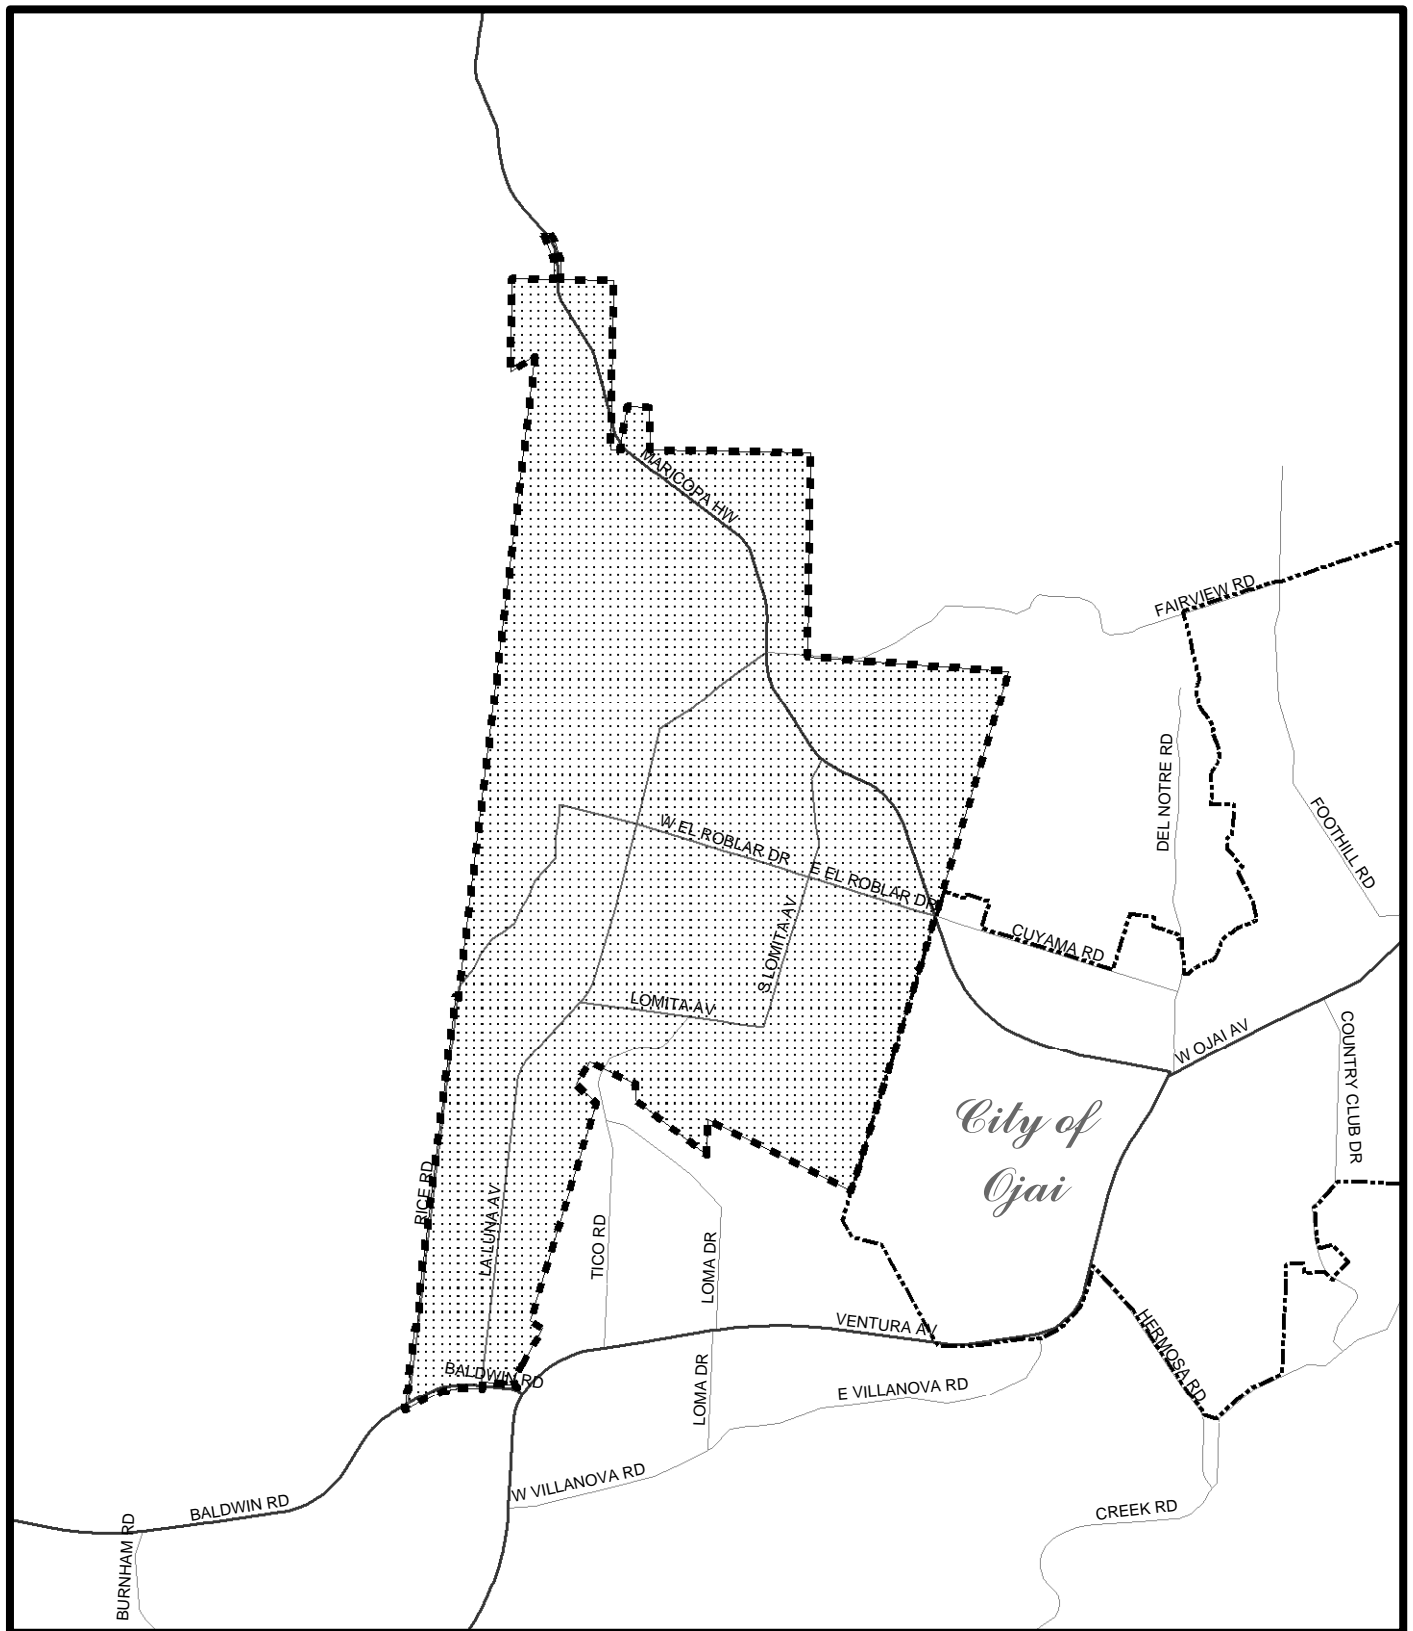 MARICOPA HW
FAIRVIEW RD
DEL NOTRE RD
FOOTHILL RD
W EL ROBLAR DR
E EL ROBLAR DR
S LOMITA AV
CUYAMA RD
LOMITA AV
W OJAI AV
COUNTRY CLUB DR
City of
Ojai
RICE RD
LA LUNA AV
TICO RD
LOMA DR
VENTURA AV
HERMOSA RD
BALDWIN RD
LOMA DR
E VILLANOVA RD
W VILLANOVA RD
BALDWIN RD
CREEK RD
BURNHAM RD